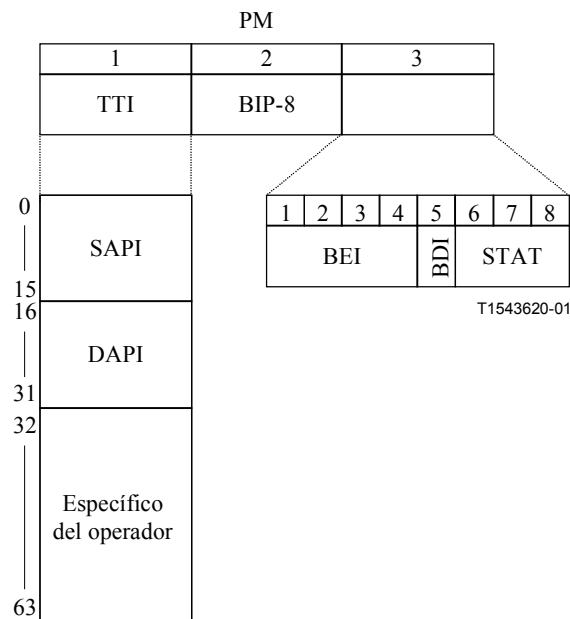 PM
1 2 3
TTI BIP-8
0
SAPI
15
16
DAPI
31
32
Específico
del operador
63
1 2 3 4 5 6 7 8
BEI BDI STAT
T1543620-01